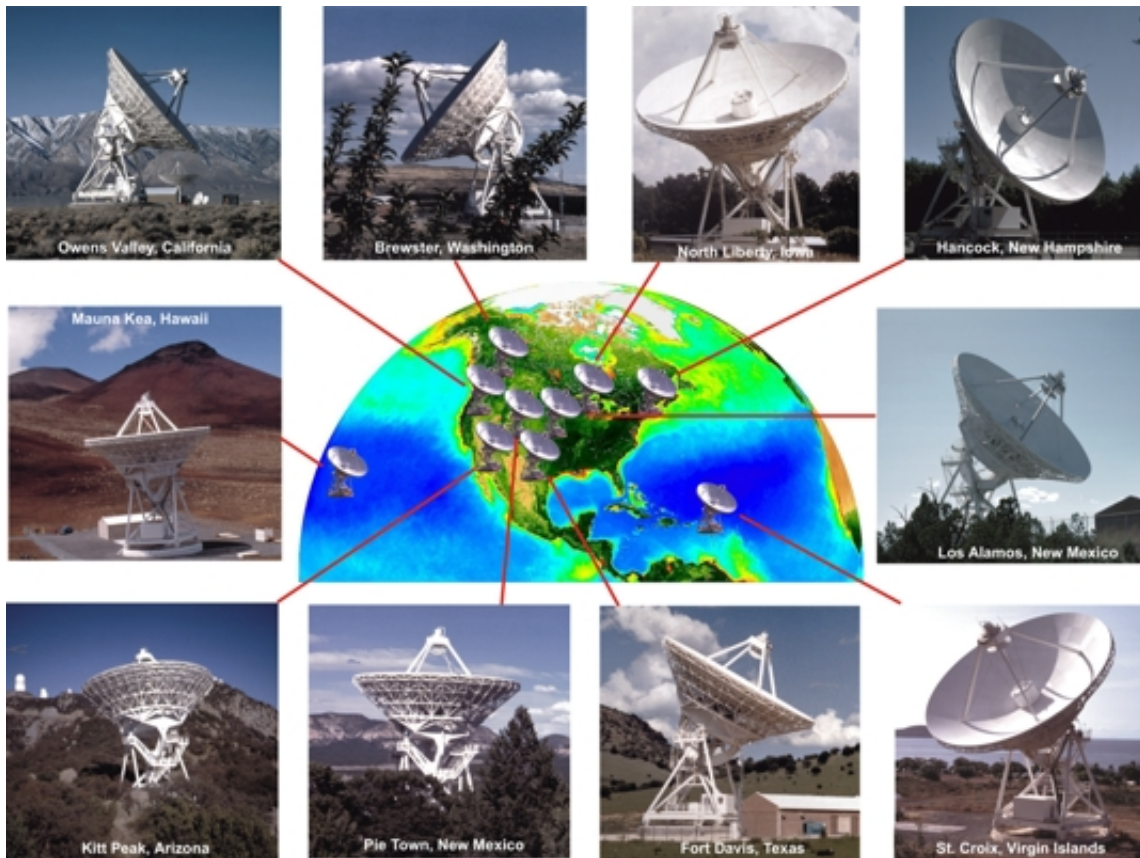 Owens Valley, California
Brewster, Washington
North Liberty, Iowa
Hancock, New Hampshire
Mauna Kea, Hawaii
Los Alamos, New Mexico
Kitt Peak, Arizona
Pie Town, New Mexico
Fort Davis, Texas
St. Croix, Virgin Islands